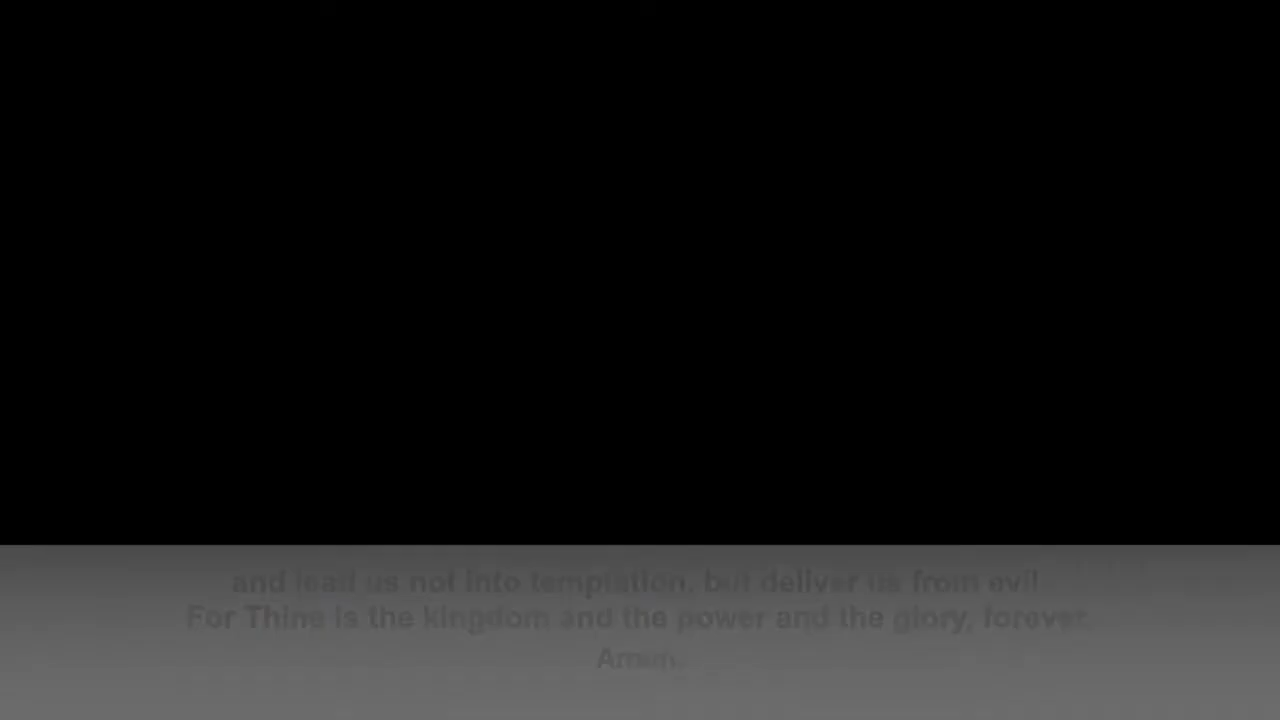 and lead us not into temptation, but deliver us from evil
For Thine is the kingdom and the power and the glory, forever.
Amen.